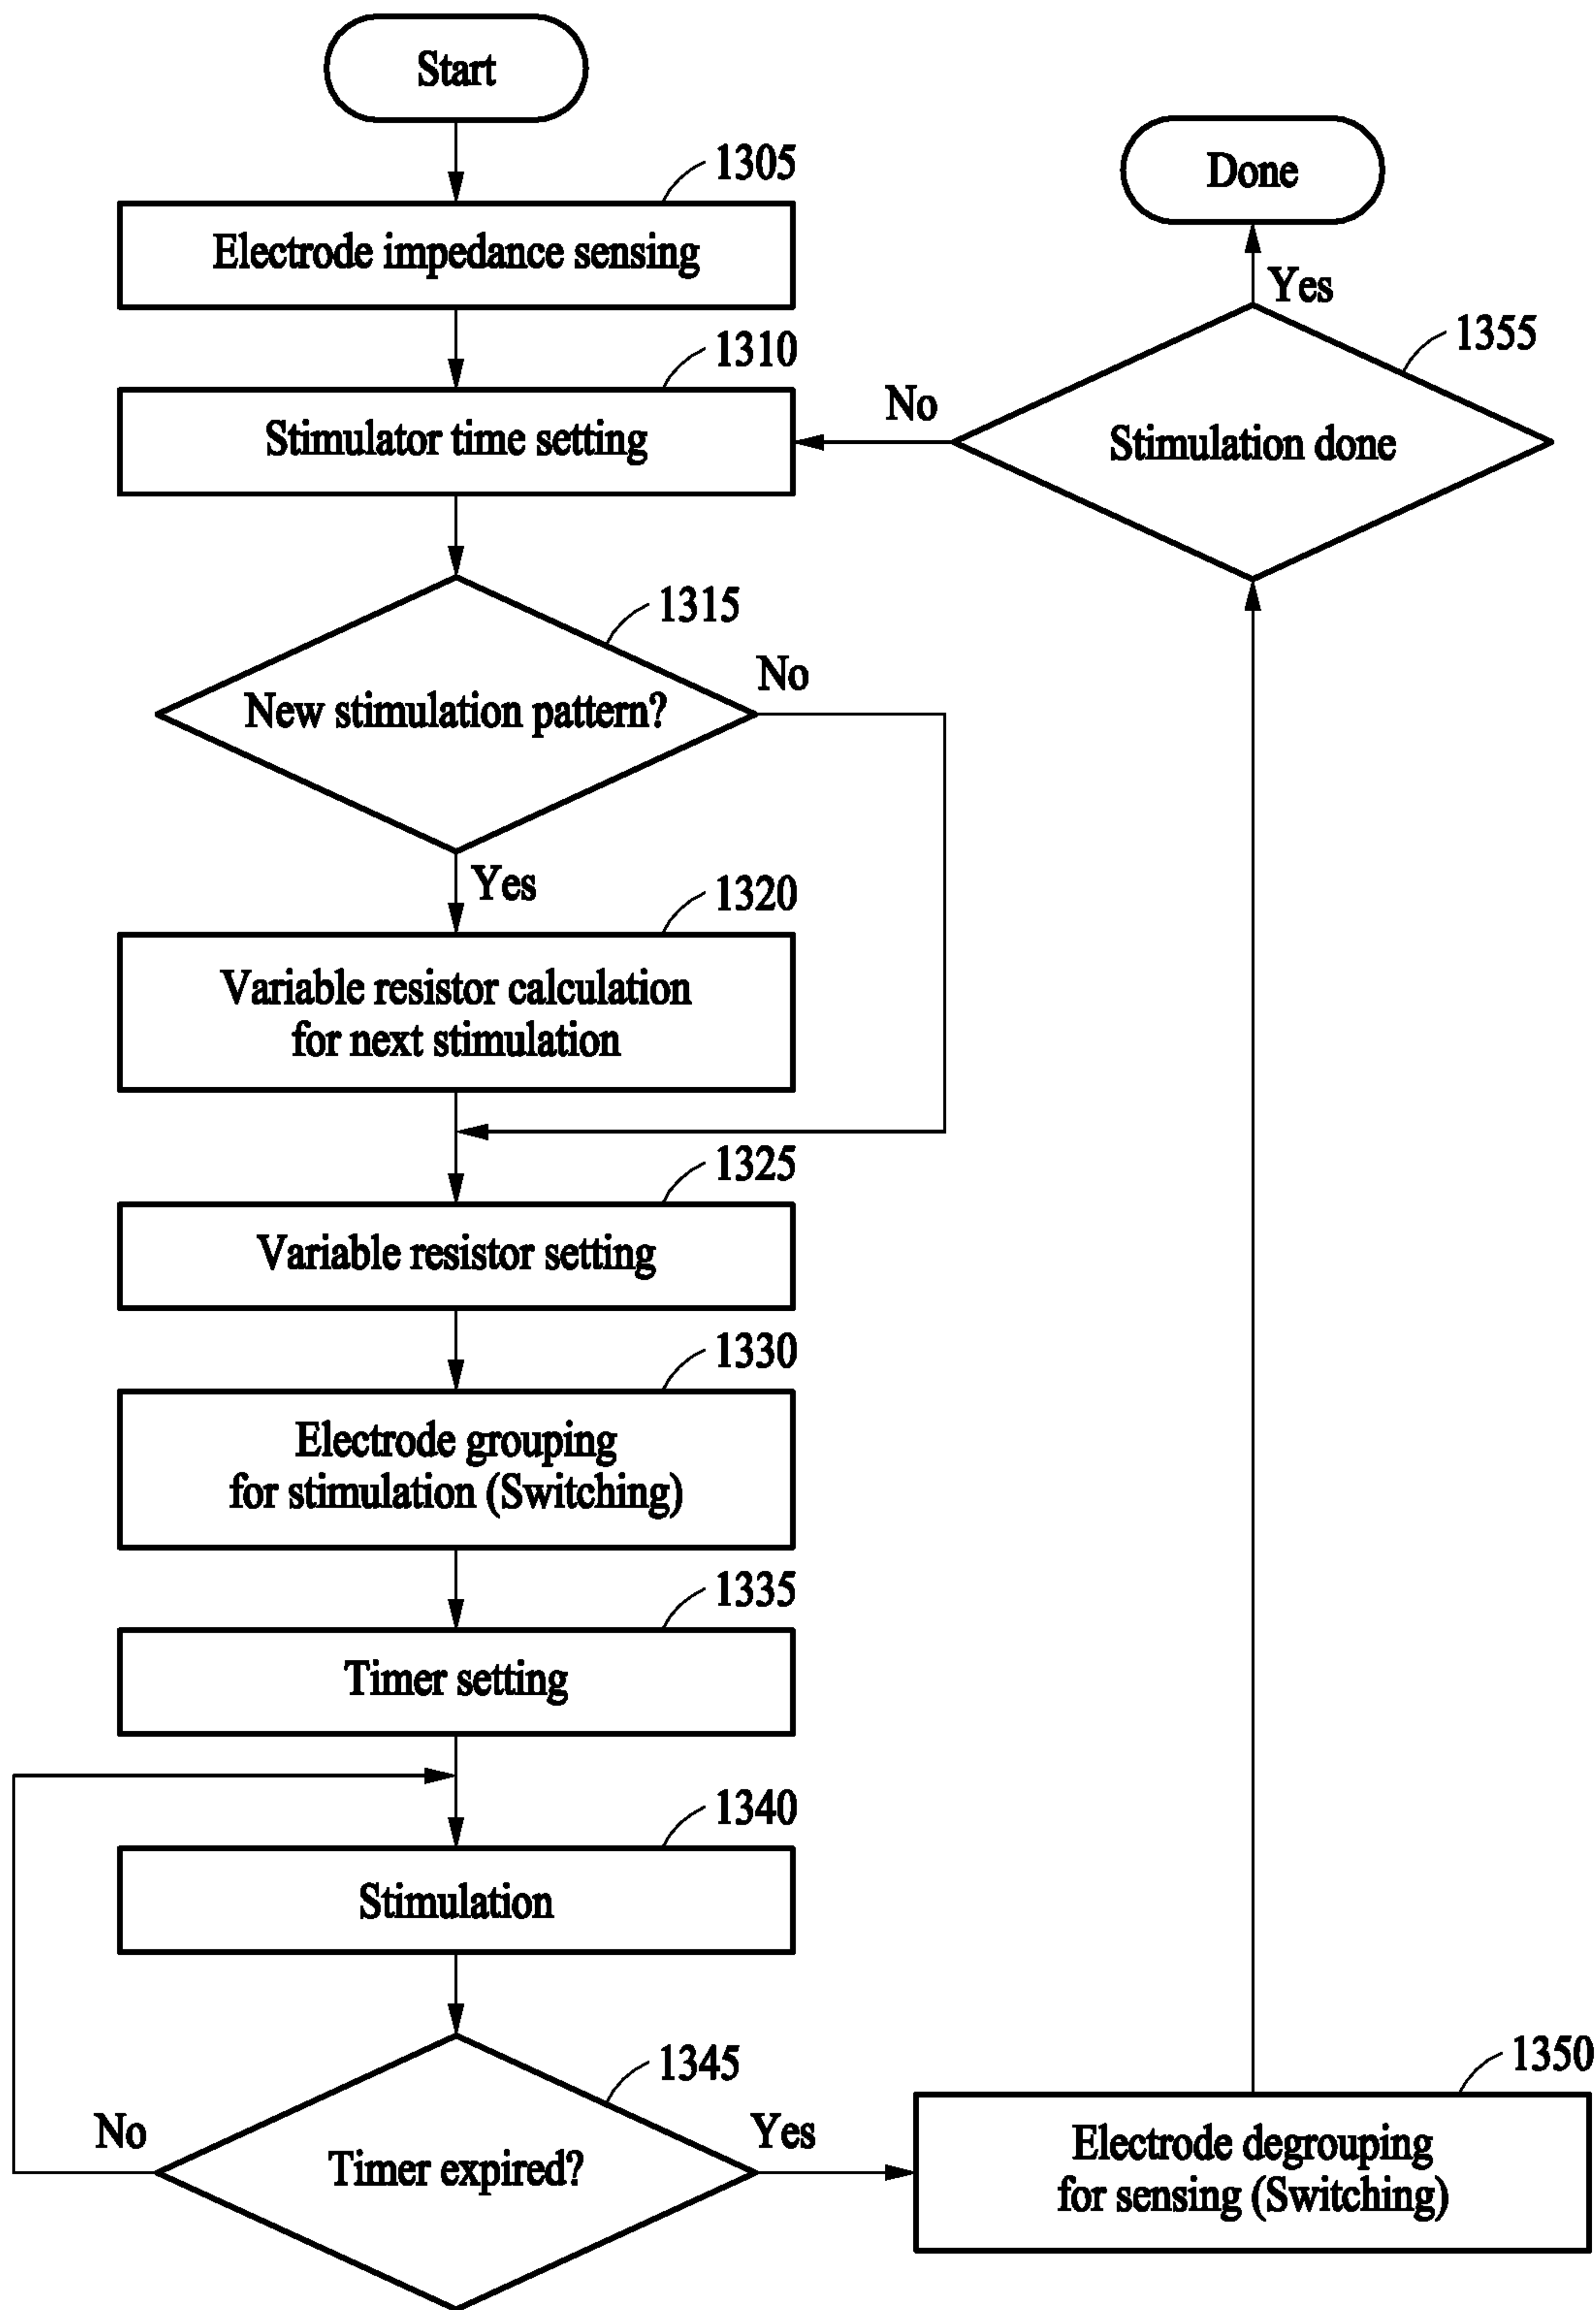 Start
1305
Electrode impedance sensing
1310
Stimulator time setting
1315
New stimulation pattern?
No
Yes
1320
Variable resistor calculation
for next stimulation
1325
Variable resistor setting
1330
Electrode grouping
for stimulation (Switching)
1335
Timer setting
1340
Stimulation
1345
Timer expired?
No
Yes
1350
Electrode degrouping
for sensing (Switching)
1355
Stimulation done
No
Yes
Done